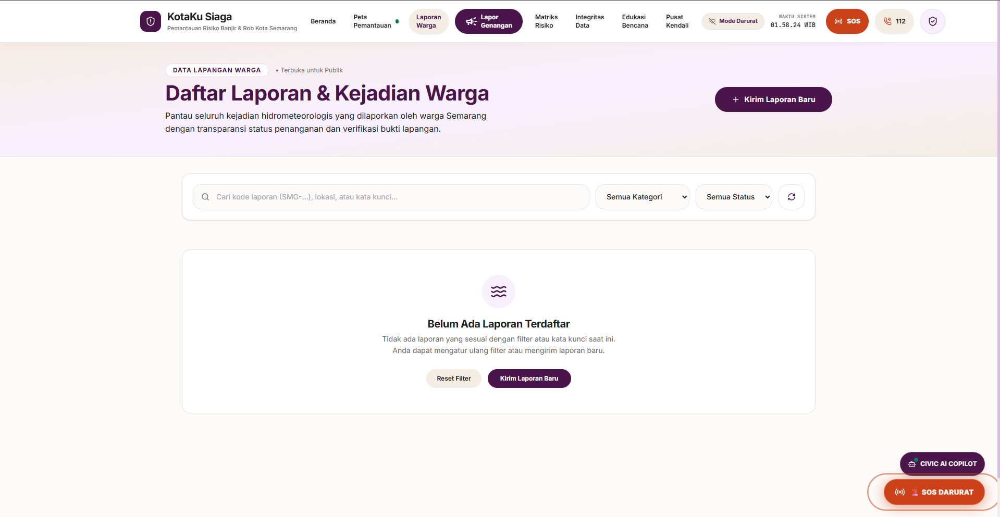 KotaKu Siaga
Pemantauan Risiko Banjir & Rob Kota Semarang
Beranda
Peta
Pemantauan
Laporan
Warga
Lapor
Genangan
Matriks
Risiko
Integritas
Data
Edukasi
Bencana
Pusat
Kendali
Mode Darurat
WAKTU SISTEM
01.58.24 WIB
SOS
112
DATA LAPANGAN WARGA
• Terbuka untuk Publik
Daftar Laporan & Kejadian Warga
Pantau seluruh kejadian hidrometeorologis yang dilaporkan oleh warga Semarang
dengan transparansi status penanganan dan verifikasi bukti lapangan.
Kirim Laporan Baru
Cari kode laporan (SMG-...), lokasi, atau kata kunci...
Semua Kategori
Semua Status
Belum Ada Laporan Terdaftar
Tidak ada laporan yang sesuai dengan filter atau kata kunci saat ini.
Anda dapat mengatur ulang filter atau mengirim laporan baru.
Reset Filter
Kirim Laporan Baru
CIVIC AI COPILOT
SOS DARURAT